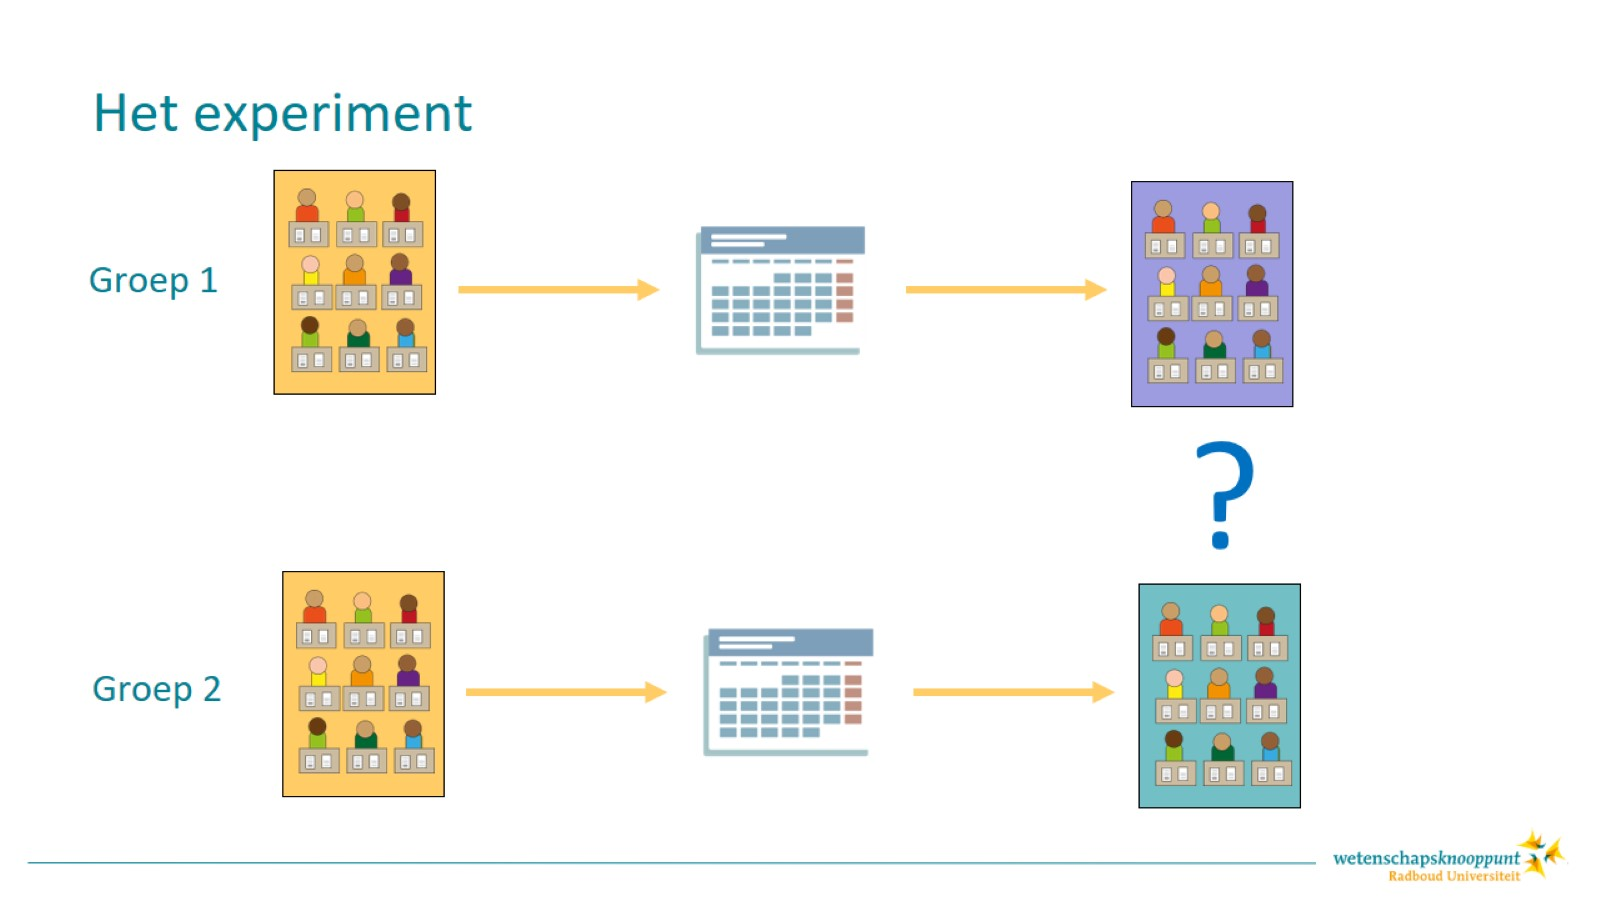 Het experiment
Groep 1
?
Groep 2
wetenschapsknooppunt
Radboud Universiteit